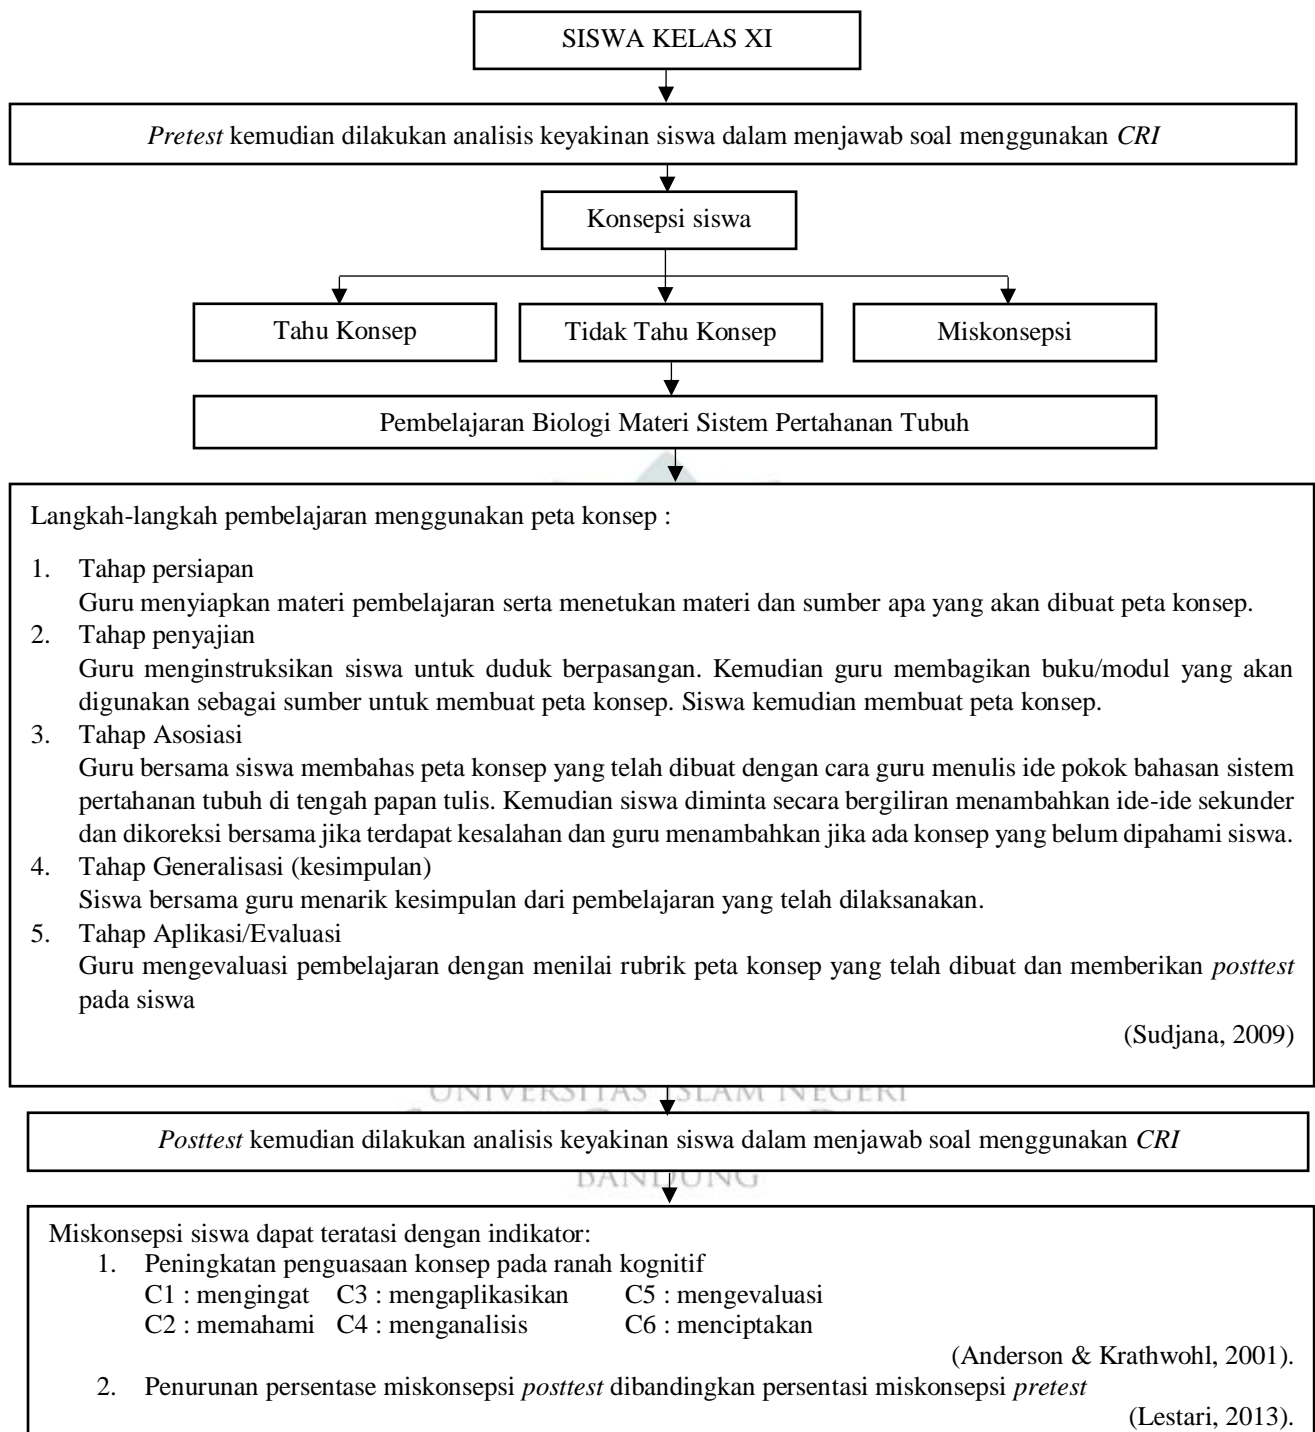 SISWA KELAS XI
Pretest kemudian dilakukan analisis keyakinan siswa dalam menjawab soal menggunakan CRI
Konsepsi siswa
Tahu Konsep
Tidak Tahu Konsep
Miskonsepsi
Pembelajaran Biologi Materi Sistem Pertahanan Tubuh
Langkah-langkah pembelajaran menggunakan peta konsep :
1. Tahap persiapan
Guru menyiapkan materi pembelajaran serta menetukan materi dan sumber apa yang akan dibuat peta konsep.
2. Tahap penyajian
Guru menginstruksikan siswa untuk duduk berpasangan. Kemudian guru membagikan buku/modul yang akan
digunakan sebagai sumber untuk membuat peta konsep. Siswa kemudian membuat peta konsep.
3. Tahap Asosiasi
Guru bersama siswa membahas peta konsep yang telah dibuat dengan cara guru menulis ide pokok bahasan sistem
pertahanan tubuh di tengah papan tulis. Kemudian siswa diminta secara bergiliran menambahkan ide-ide sekunder
dan dikoreksi bersama jika terdapat kesalahan dan guru menambahkan jika ada konsep yang belum dipahami siswa.
4. Tahap Generalisasi (kesimpulan)
Siswa bersama guru menarik kesimpulan dari pembelajaran yang telah dilaksanakan.
5. Tahap Aplikasi/Evaluasi
Guru mengevaluasi pembelajaran dengan menilai rubrik peta konsep yang telah dibuat dan memberikan posttest
pada siswa
(Sudjana, 2009)
UNIVERSITAS ISLAM NEGERI
Posttest kemudian dilakukan analisis keyakinan siswa dalam menjawab soal menggunakan CRI
BANDUNG
Miskonsepsi siswa dapat teratasi dengan indikator:
1. Peningkatan penguasaan konsep pada ranah kognitif
C1 : mengingat C3 : mengaplikasikan C5 : mengevaluasi
C2 : memahami C4 : menganalisis C6 : menciptakan
(Anderson & Krathwohl, 2001).
2. Penurunan persentase miskonsepsi posttest dibandingkan persentasi miskonsepsi pretest
(Lestari, 2013).